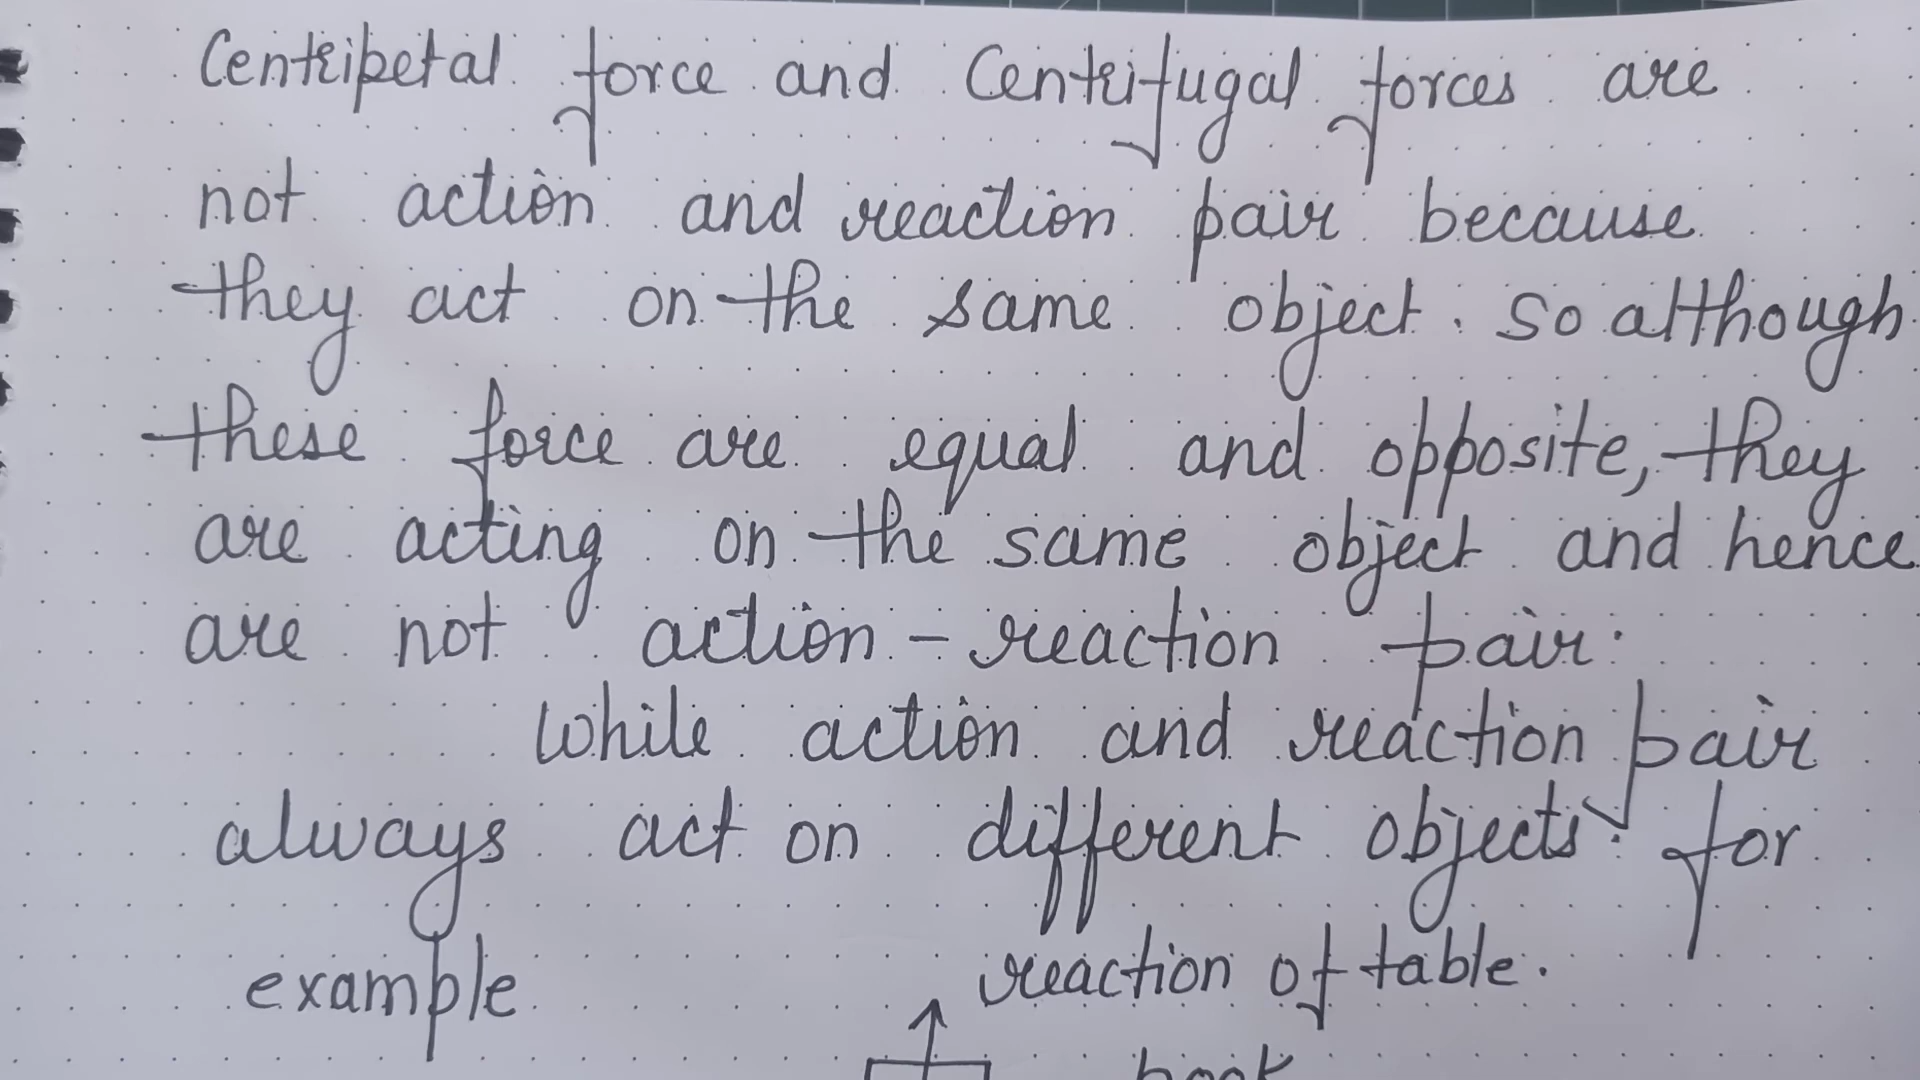 Centripetal force and Centrifugal forces are
not action and reaction pair because
they act on the same object. So although
these force are equal and opposite, they
are acting on the same object and hence
are not action - reaction pair.
While action and reaction pair
always act on different objects. for
example
reaction of table.
book